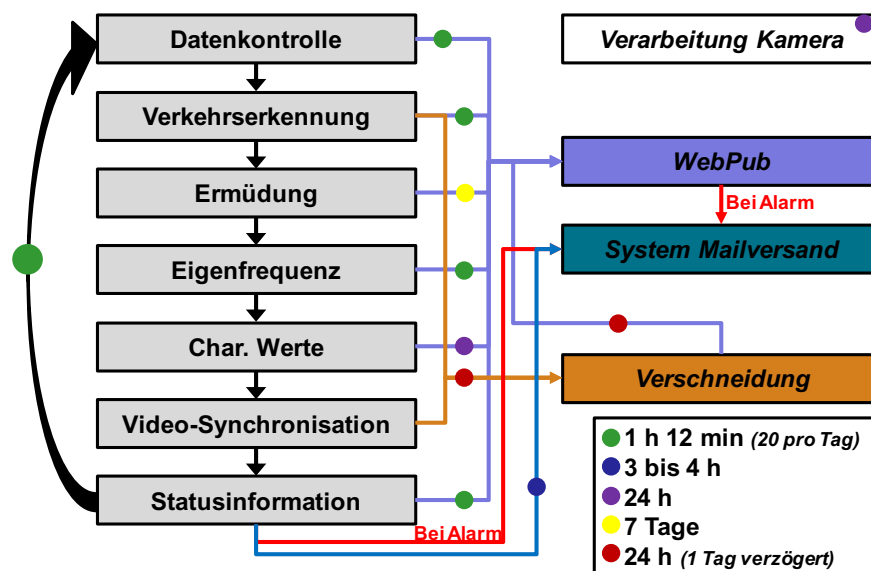 Datenkontrolle
Verarbeitung Kamera
Verkehrserkennung
WebPub
Ermüdung
Bei Alarm
System Mailversand
Eigenfrequenz
Char. Werte
Verschneidung
Video-Synchronisation
Statusinformation
Bei Alarm
1 h 12 min (20 pro Tag)
3 bis 4 h
24 h
7 Tage
24 h (1 Tag verzögert)